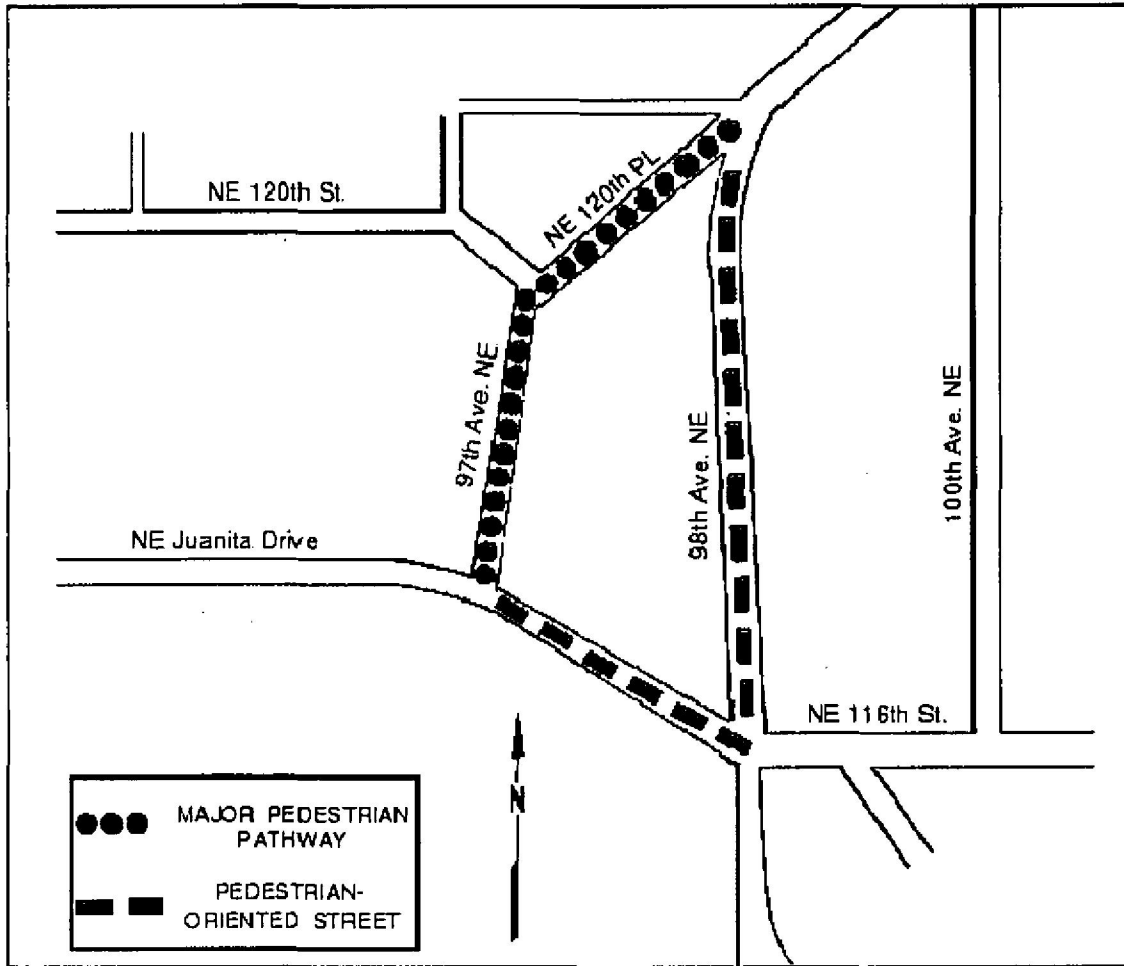 NE 120th PL
NE 120th St.
97th Ave. NE
98th Ave. NE
100th Ave. NE
NE Juanita Drive
NE 116th St.
N
MAJOR PEDESTRIAN
PATHWAY
PEDESTRIAN-
ORIENTED STREET